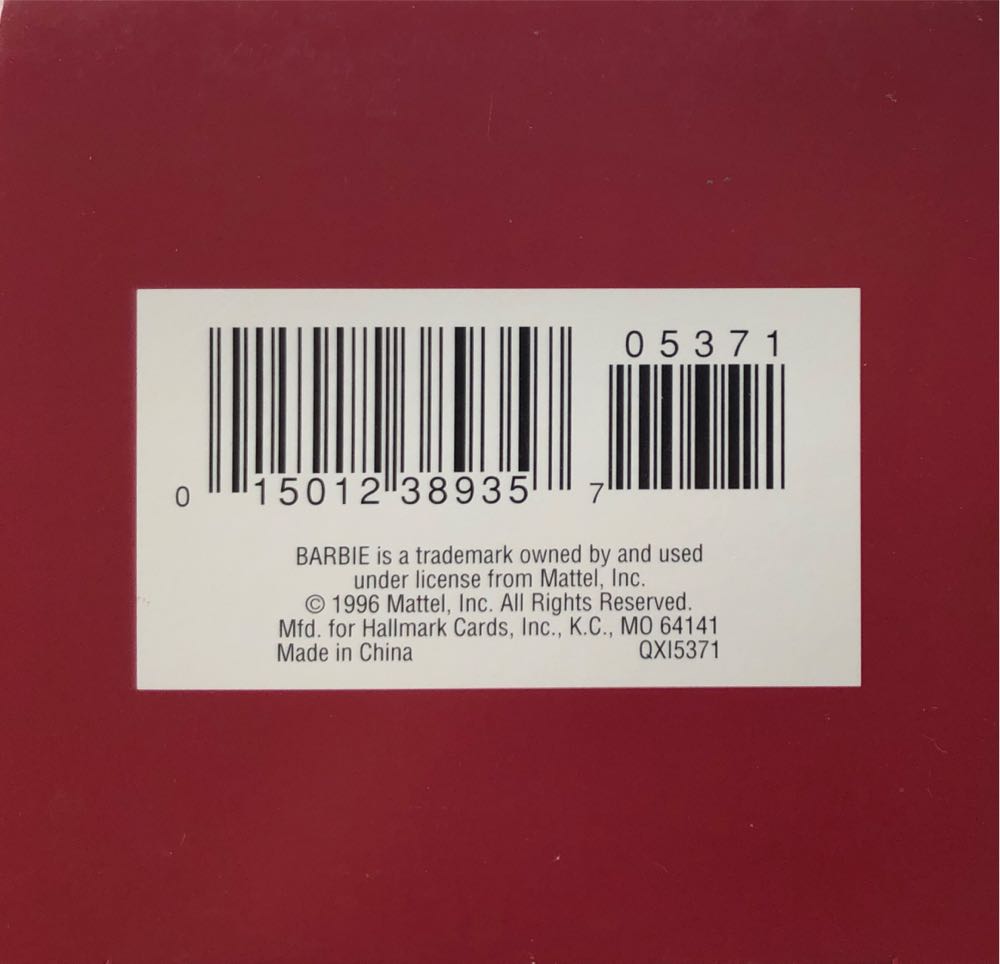 05371
0 15012 38935 7
BARBIE is a trademark owned by and used
under license from Mattel, Inc.
© 1996 Mattel, Inc. All Rights Reserved.
Mfd. for Hallmark Cards, Inc., K.C., MO 64141
Made in China QXI5371